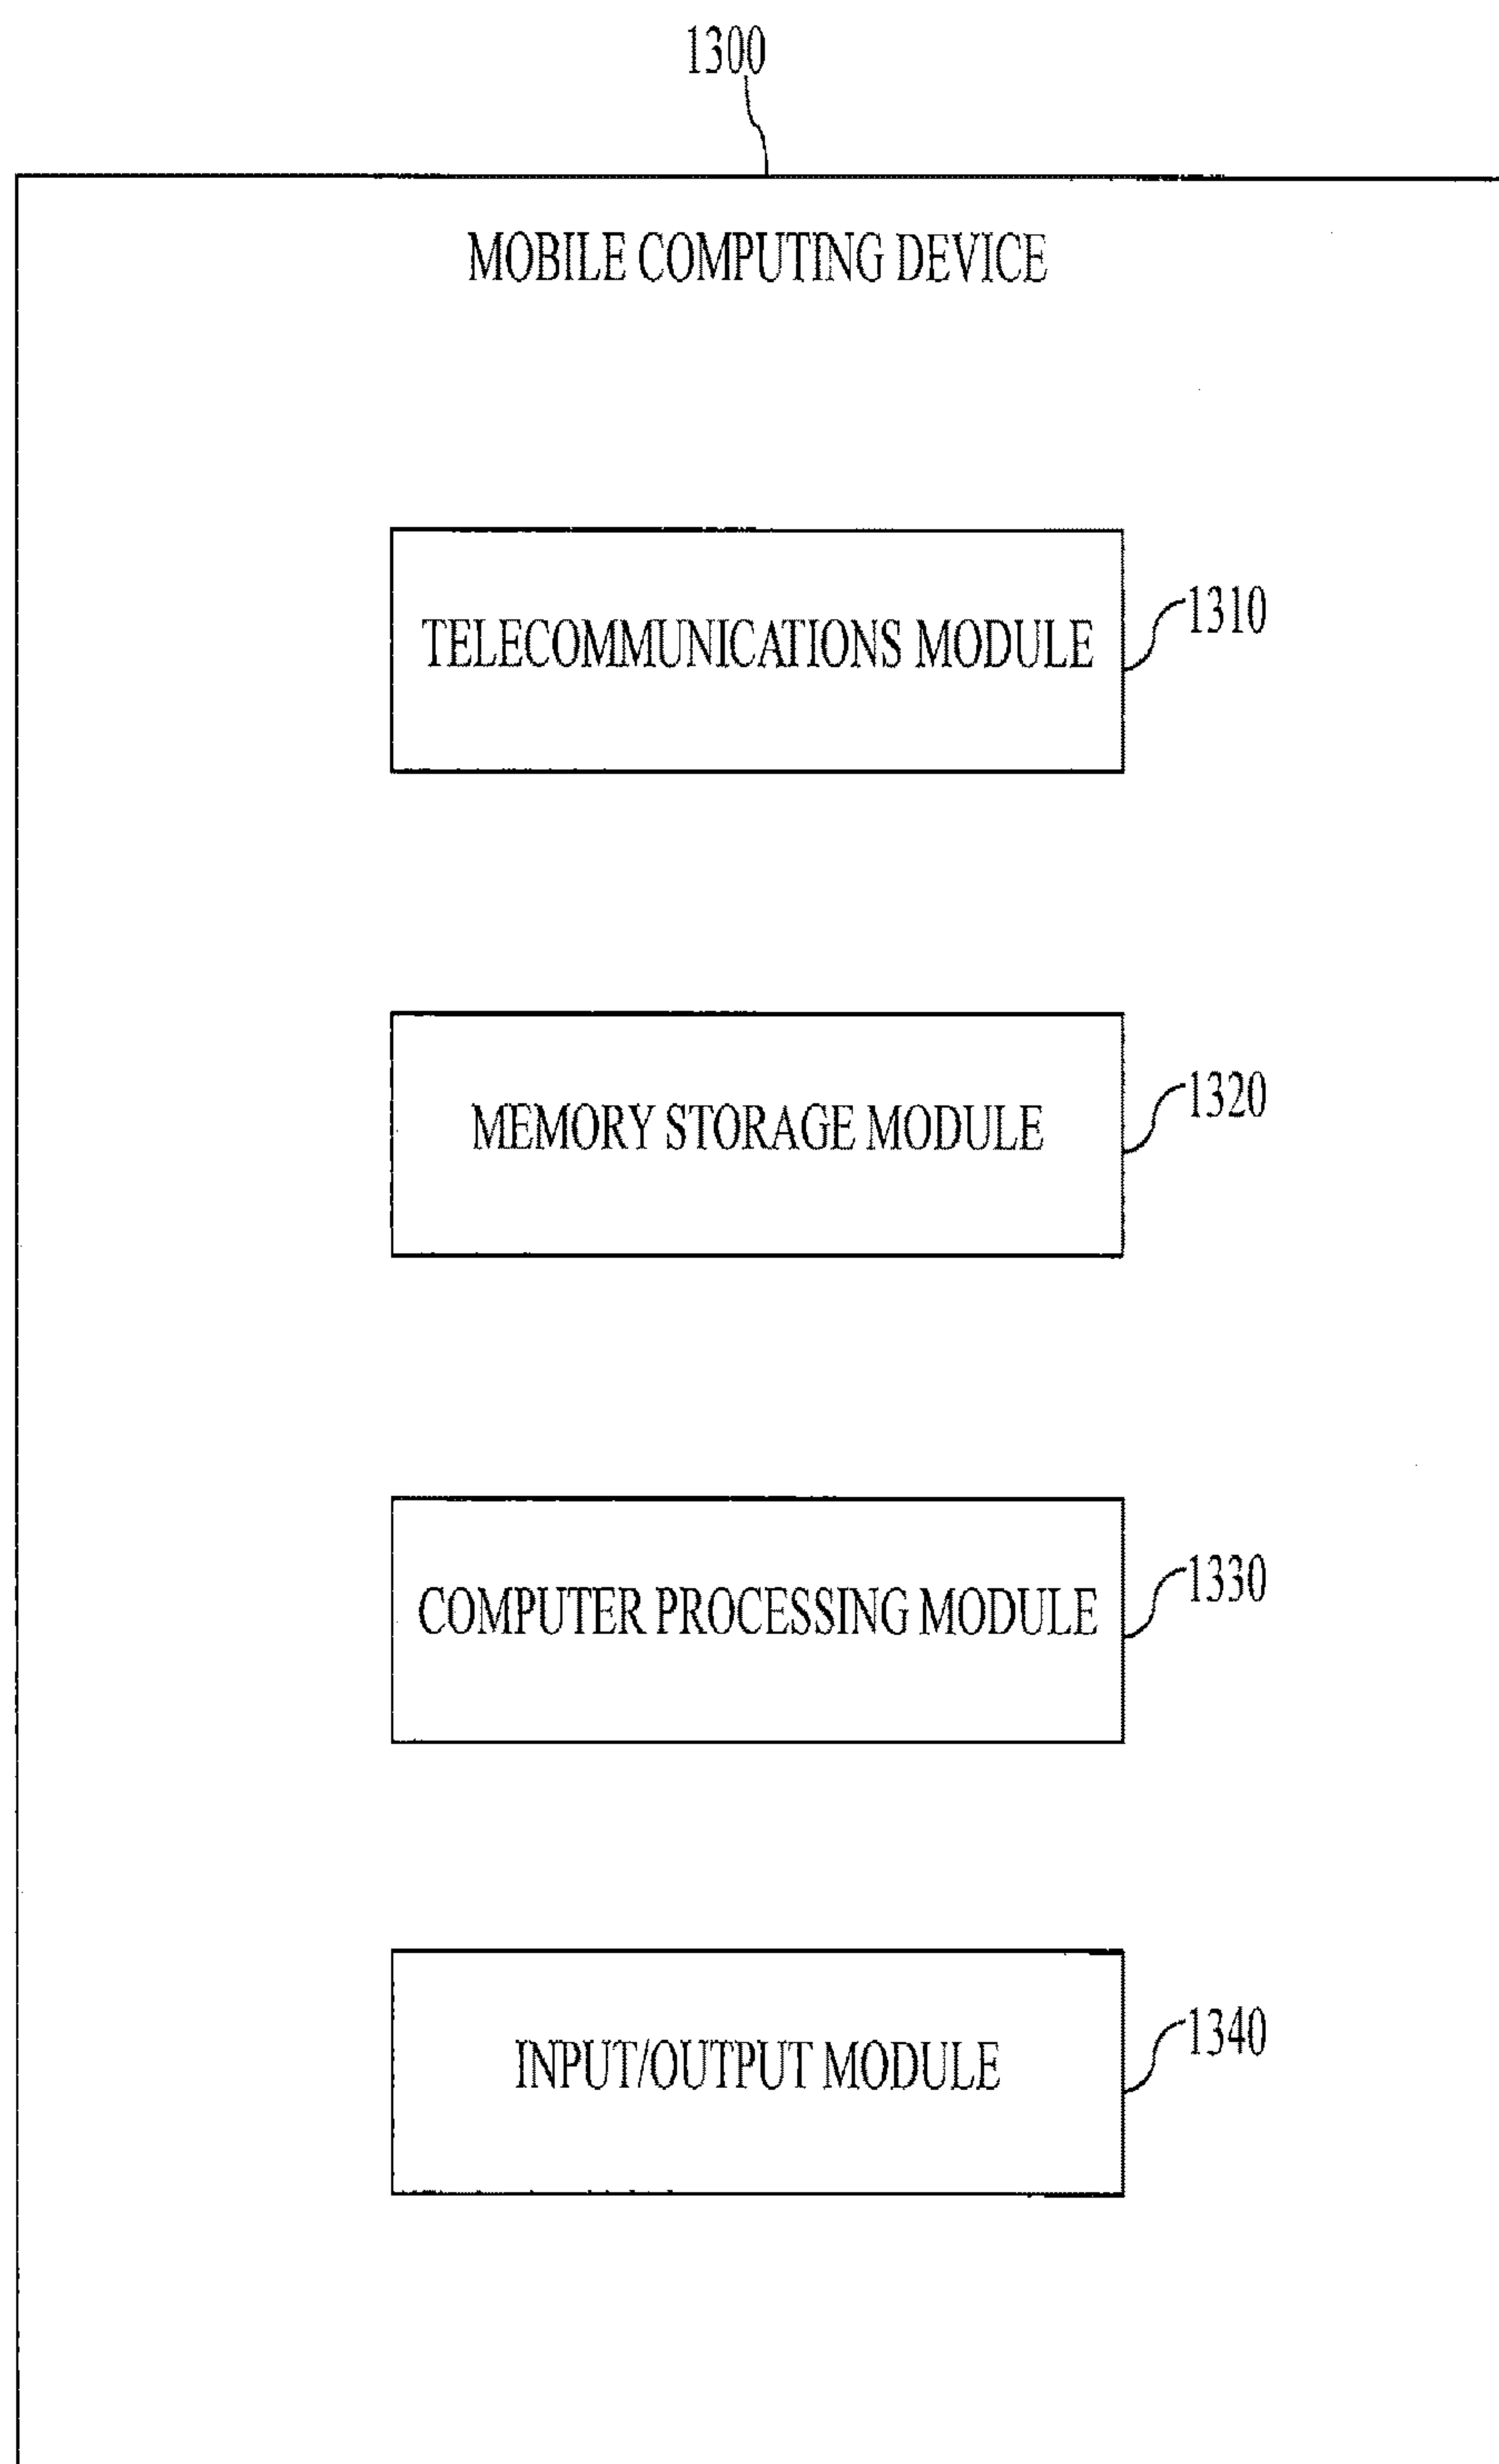 1300
MOBILE COMPUTING DEVICE
TELECOMMUNICATIONS MODULE
1310
MEMORY STORAGE MODULE
1320
COMPUTER PROCESSING MODULE
1330
INPUT/OUTPUT MODULE
1340